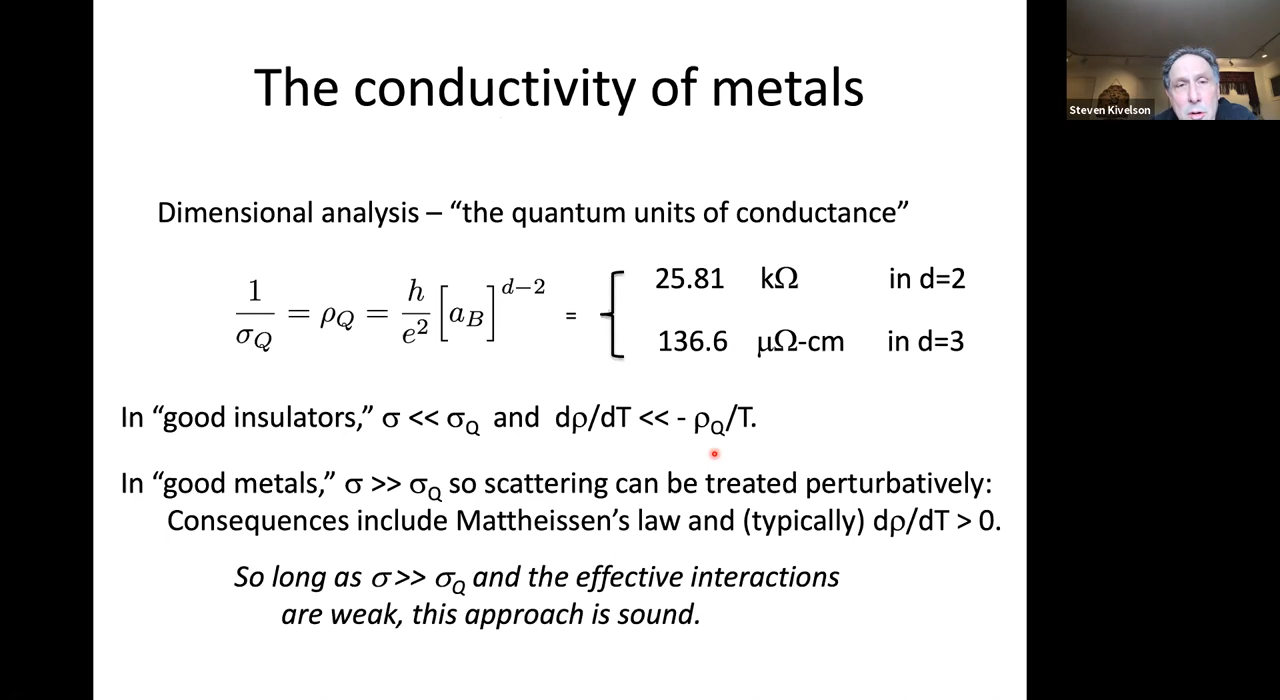 The conductivity of metals
Steven Kivelson
Dimensional analysis – “the quantum units of conductance”
1/σ_Q = ρ_Q = h/e² [a_B]^{d−2} = { 25.81 kΩ in d=2
136.6 μΩ-cm in d=3
In “good insulators,” σ << σ_Q and dρ/dT << - ρ_Q/T.
In “good metals,” σ >> σ_Q so scattering can be treated perturbatively:
Consequences include Mattheissen’s law and (typically) dρ/dT > 0.
So long as σ>> σ_Q and the effective interactions
are weak, this approach is sound.